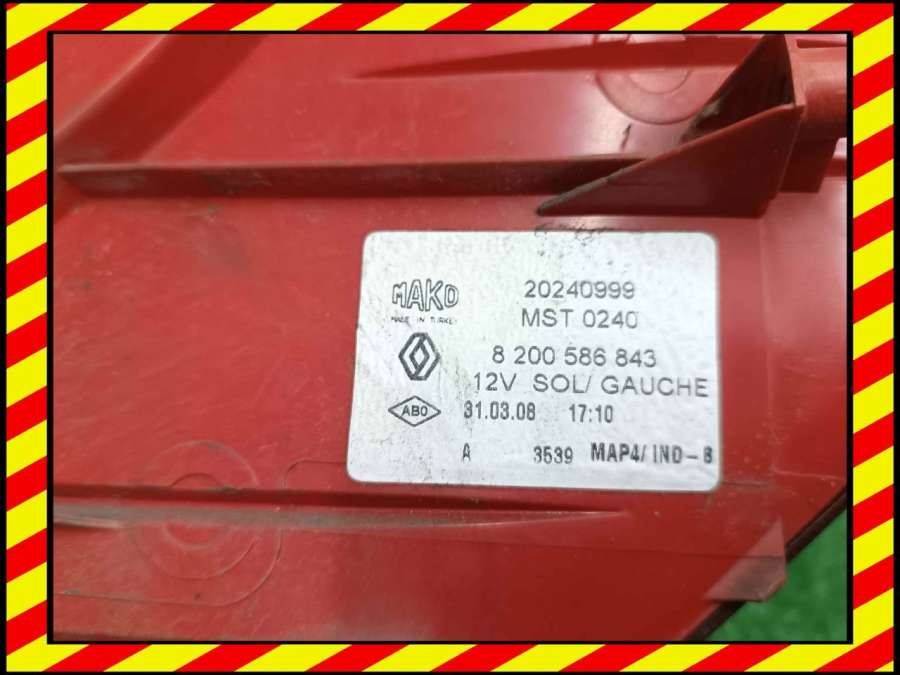 MAKO
MADE IN TURKEY
20240999
MST 0240
8 200 586 843
12V SOL/ GAUCHE
ABO
31.03.08 17:10
A 3539 MAP4/ IND-B